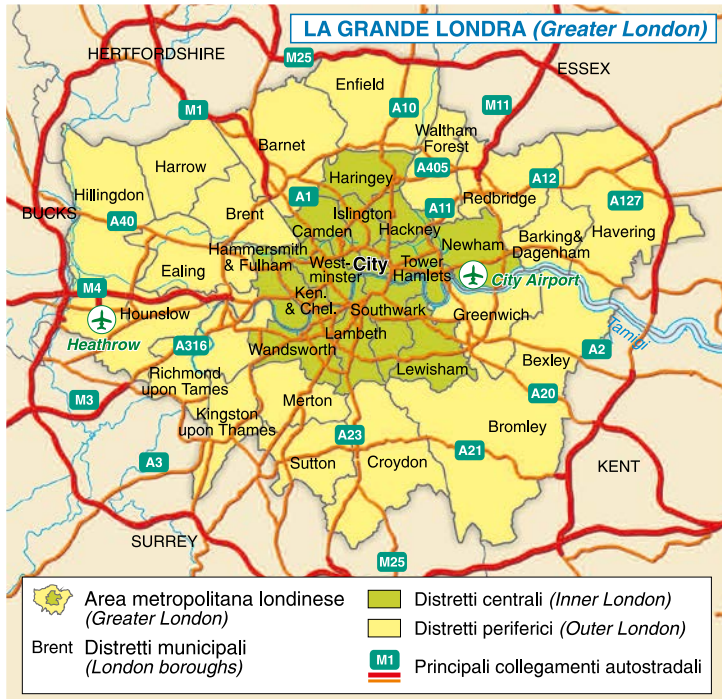 LA GRANDE LONDRA (Greater London)
HERTFORDSHIRE
M25
ESSEX
Enfield
M1
A10
M11
Barnet
Waltham
Forest
Harrow
Haringey
A405
A12
Hillingdon
A1
Redbridge
A127
BUCKS
A40
Brent
Islington
A11
Camden
Hackney
Havering
Newham
Barking&
Dagenham
Hammersmith
& Fulham
West-
minster
City
Tower
Hamlets
Ealing
City Airport
M4
Ken.
& Chel.
Hounslow
Southwark
Greenwich
Heathrow
A316
Lambeth
Tamigi
Wandsworth
A2
Richmond
upon Tames
Lewisham
Bexley
M3
Merton
A20
Kingston
upon Thames
Bromley
A23
A21
A3
Sutton
Croydon
KENT
SURREY
M25
Area metropolitana londinese
(Greater London)
Brent Distretti municipali
(London boroughs)
Distretti centrali (Inner London)
Distretti periferici (Outer London)
M1 Principali collegamenti autostradali